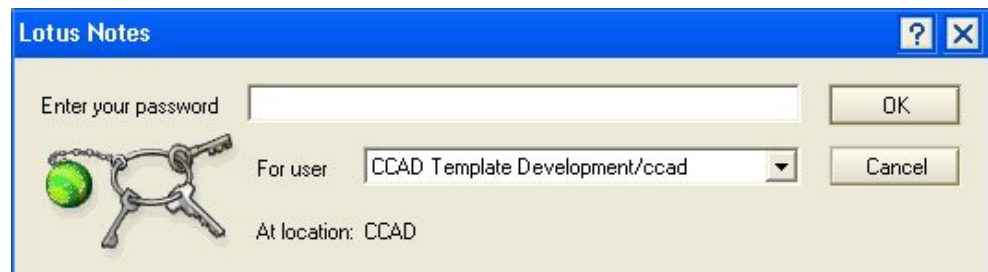 Lotus Notes
Enter your password
OK
For user
CCAD Template Development/ccad
Cancel
At location: CCAD